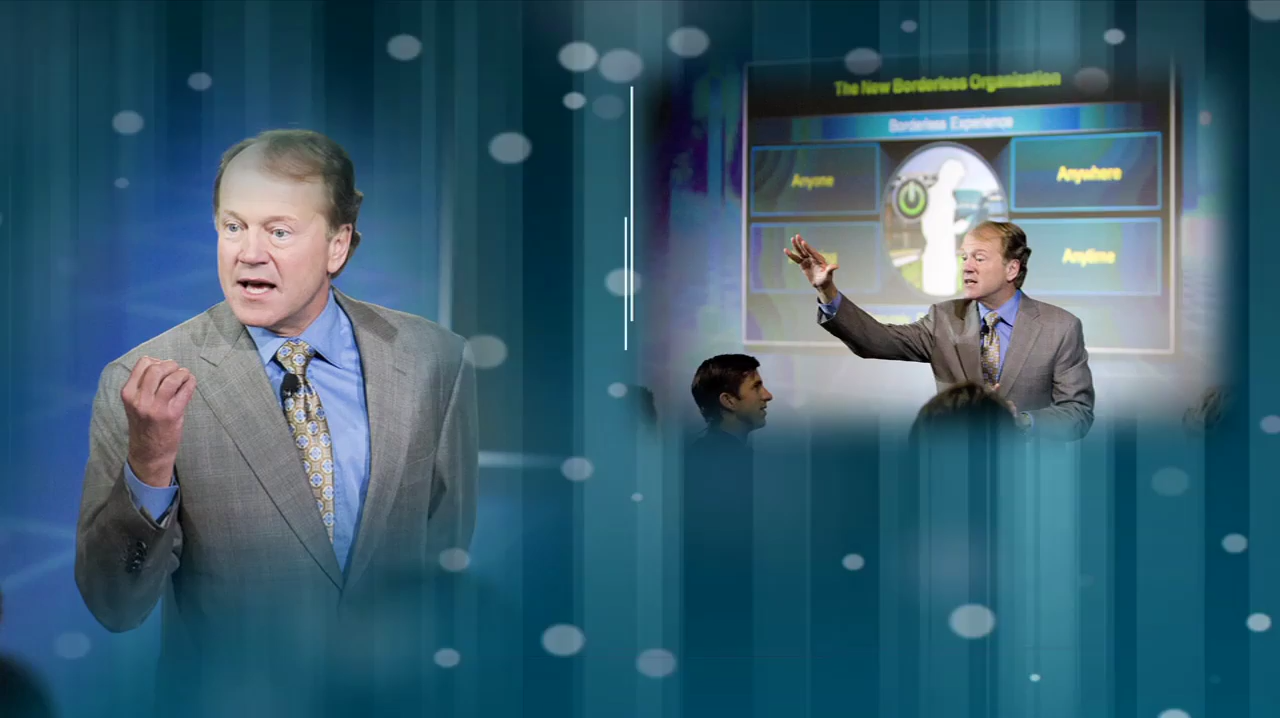 The New Borderless Organization
Borderless Experience
Anyone
Anywhere
Anytime